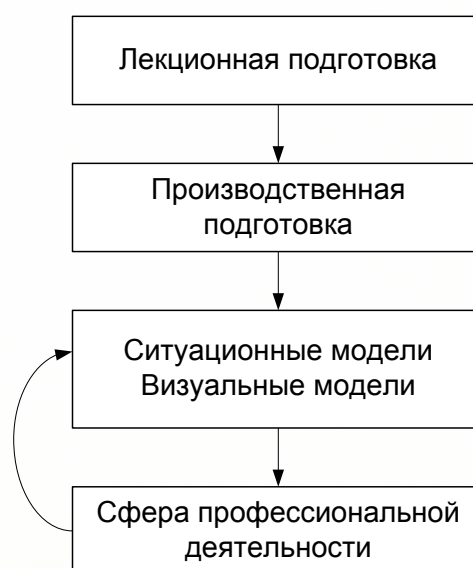 Лекционная подготовка
Производственная
подготовка
Ситуационные модели
Визуальные модели
Сфера профессиональной
деятельности